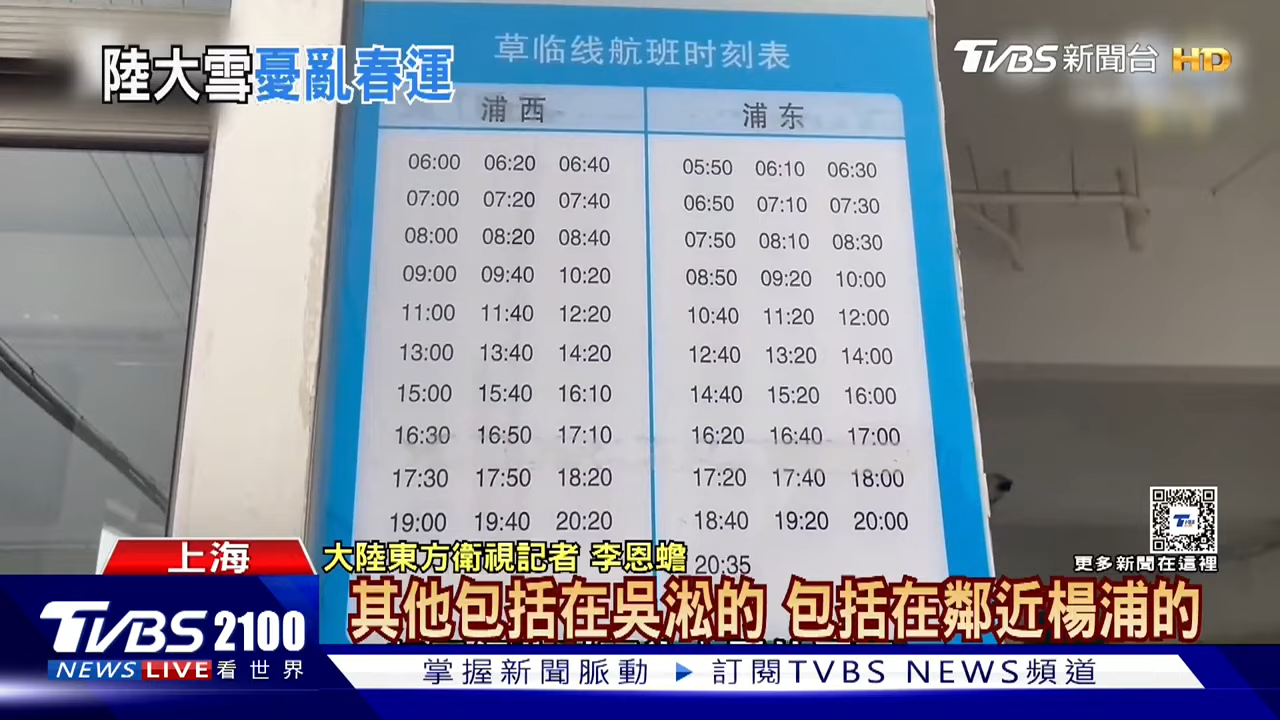 陸大雪憂亂春運
TVBS新聞台 HD
草临线航班时刻表
浦西
06:00 06:20 06:40
07:00 07:20 07:40
08:00 08:20 08:40
09:00 09:40 10:20
11:00 11:40 12:20
13:00 13:40 14:20
15:00 15:40 16:10
16:30 16:50 17:10
17:30 17:50 18:20
19:00 19:40 20:20
浦东
05:50 06:10 06:30
06:50 07:10 07:30
07:50 08:10 08:30
08:50 09:20 10:00
10:40 11:20 12:00
12:40 13:20 14:00
14:40 15:20 16:00
16:20 16:40 17:00
17:20 17:40 18:00
18:40 19:20 20:00
20:35
更多新聞在這裡
上海
大陸東方衛視記者 李恩蟾
其他包括在吳淞的 包括在鄰近楊浦的
TVBS 2100
NEWS LIVE 看世界
掌握新聞脈動 ▶ 訂閱TVBS NEWS頻道